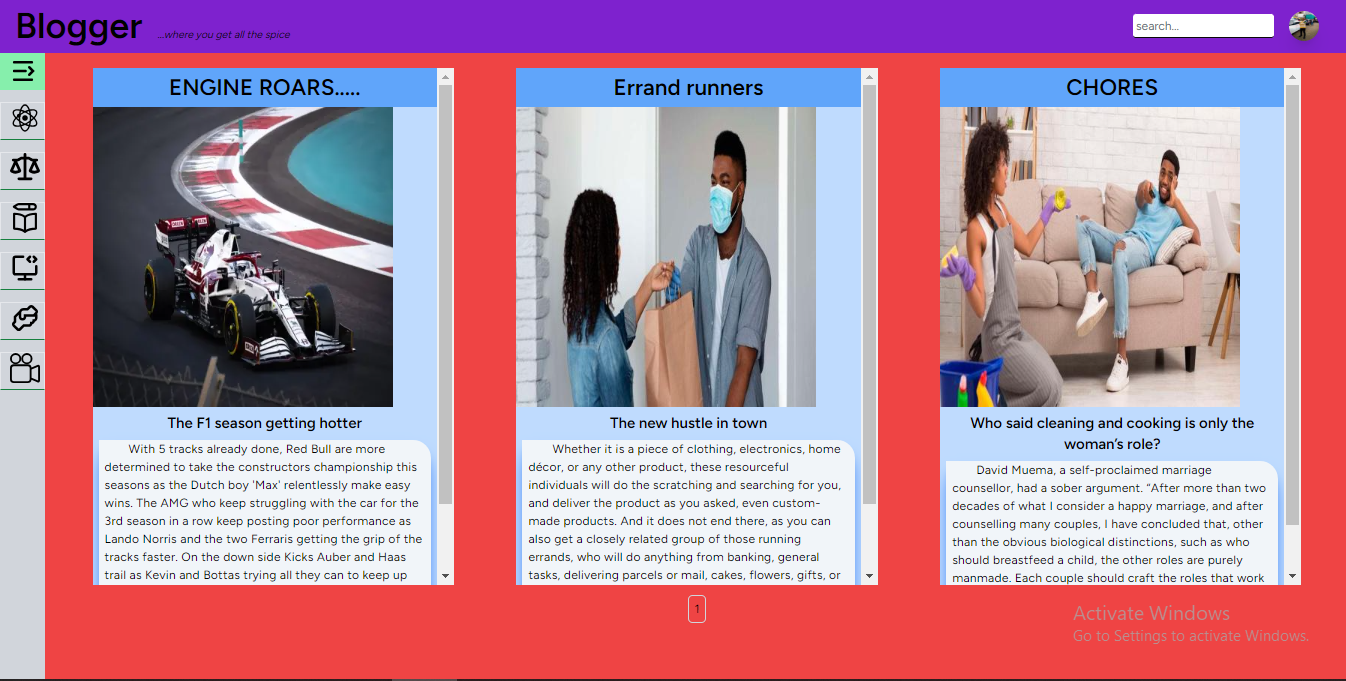 Blogger
...where you get all the spice
search...
ENGINE ROARS.....
The F1 season getting hotter
With 5 tracks already done, Red Bull are more
determined to take the constructors championship this
seasons as the Dutch boy 'Max' relentlessly make easy
wins. The AMG who keep struggling with the car for the
3rd season in a row keep posting poor performance as
Lando Norris and the two Ferraris getting the grip of the
tracks faster. On the down side Kicks Auber and Haas
trail as Kevin and Bottas trying all they can to keep up
Errand runners
The new hustle in town
Whether it is a piece of clothing, electronics, home
décor, or any other product, these resourceful
individuals will do the scratching and searching for you,
and deliver the product as you asked, even custom-
made products. And it does not end there, as you can
also get a closely related group of those running
errands, who will do anything from banking, general
tasks, delivering parcels or mail, cakes, flowers, gifts, or
CHORES
Who said cleaning and cooking is only the
woman's role?
David Muema, a self-proclaimed marriage
counsellor, had a sober argument. “After more than two
decades of what I consider a happy marriage, and after
counselling many couples, I have concluded that, other
than the obvious biological distinctions, such as who
should breastfeed a child, the other roles are purely
manmade. Each couple should craft the roles that work
1
Activate Windows
Go to Settings to activate Windows.